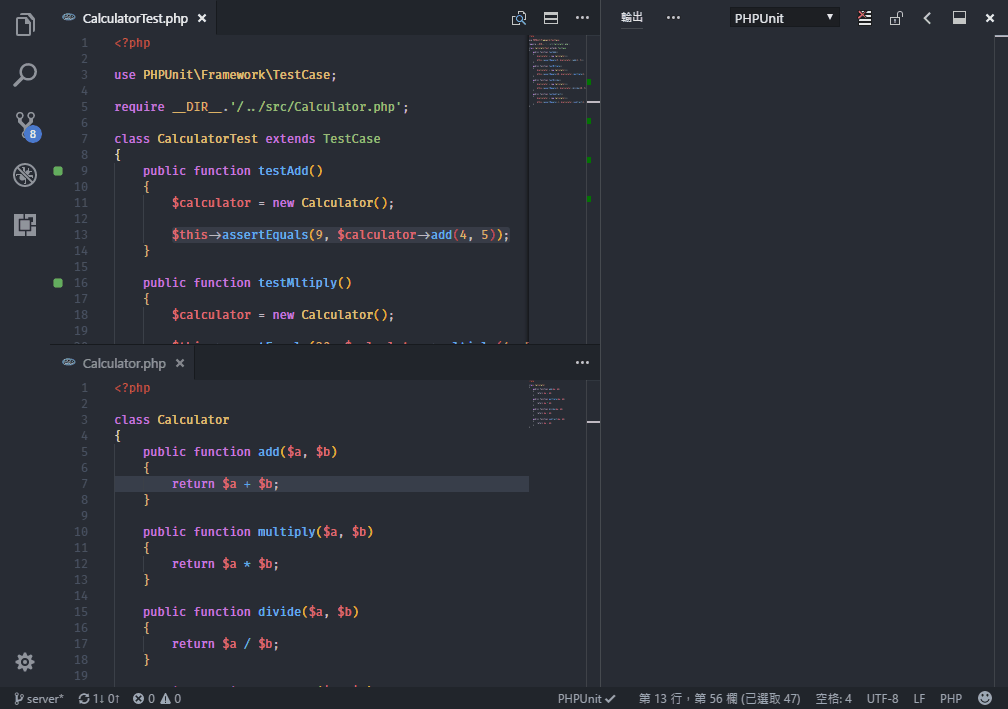 CalculatorTest.php
輸出
PHPUnit
8
1 <?php
2
3 use PHPUnit\Framework\TestCase;
4
5 require __DIR__.'/../src/Calculator.php';
6
7 class CalculatorTest extends TestCase
8 {
9 public function testAdd()
10 {
11 $calculator = new Calculator();
12
13 $this->assertEquals(9, $calculator->add(4, 5));
14 }
15
16 public function testMltiply()
17 {
18 $calculator = new Calculator();
19
Calculator.php
1 <?php
2
3 class Calculator
4 {
5 public function add($a, $b)
6 {
7 return $a + $b;
8 }
9
10 public function multiply($a, $b)
11 {
12 return $a * $b;
13 }
14
15 public function divide($a, $b)
16 {
17 return $a / $b;
18 }
19
server* 1↓ 0↑ 0 0 PHPUnit 第 13 行，第 56 欄 (已選取 47) 空格: 4 UTF-8 LF PHP